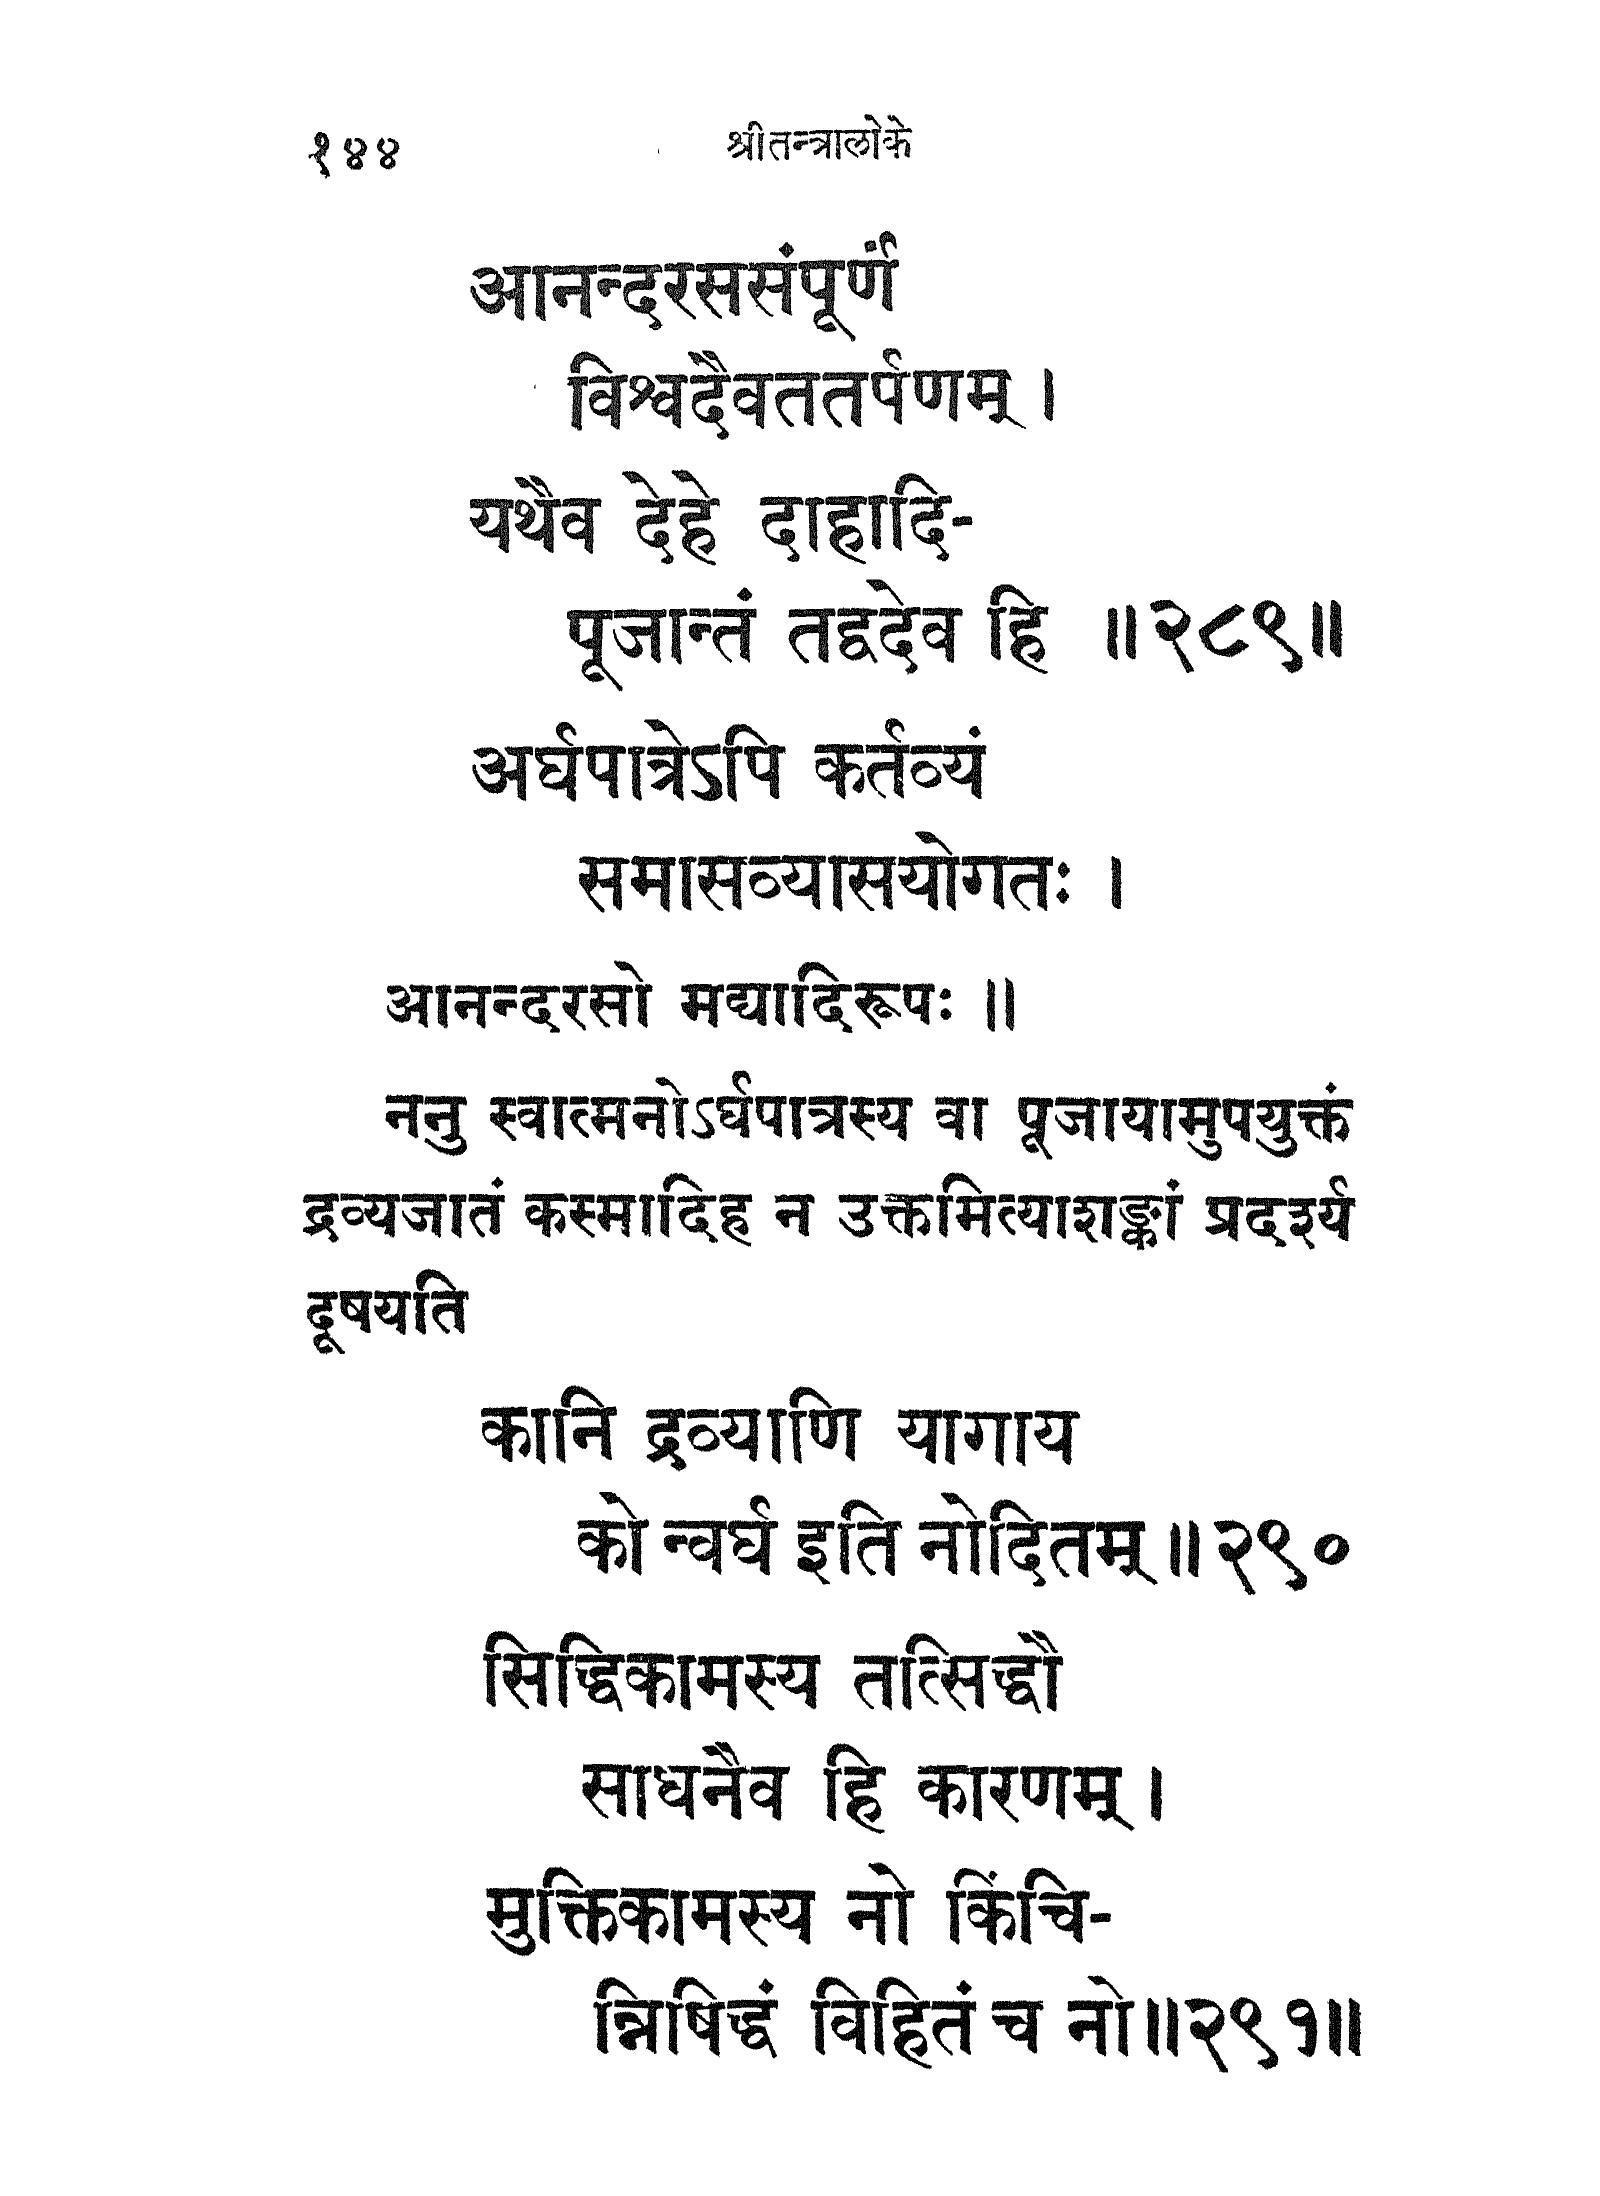 १४४ श्रीतन्त्रालोके
आनन्दरससंपूर्णं
विश्वदैवततर्पणम् ।
यथैव देहे दाहादि-
पूजान्तं तद्वदेव हि ॥२८९॥
अर्घपात्रेऽपि कर्तव्यं
समासव्यासयोगतः ।
आनन्दरसो मद्यादिरूपः ॥
ननु स्वात्मनोऽर्घपात्रस्य वा पूजायामुपयुक्तं
द्रव्यजातं कस्मादिह न उक्तमित्याशङ्कां प्रदर्श्य
दूषयति
कानि द्रव्याणि यागाय
को न्वर्घ इति नोदितम् ॥२९०
सिद्धिकामस्य तत्सिद्धौ
साधनैव हि कारणम् ।
मुक्तिकामस्य नो किंचि-
न्निषिद्धं विहितं च नो॥२९१॥